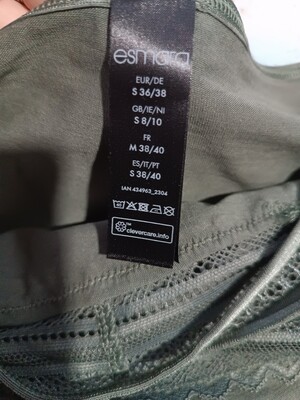 esmara
EUR/DE
S 36/38
GB/IE/NI
S 8/10
FR
M 38/40
ES/IT/PT
S 38/40
IAN 434963_2304
clevercare.info